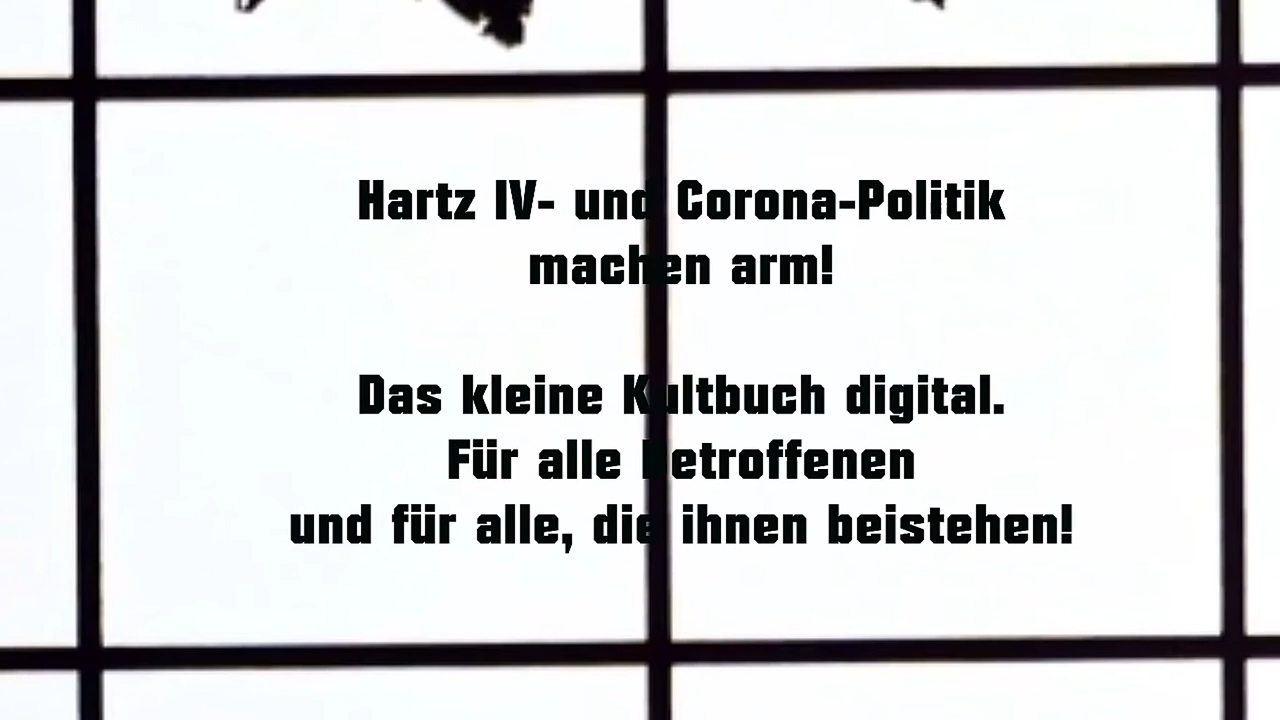 Hartz IV- und Corona-Politik
machen arm!
Das kleine Kultbuch digital.
Für alle Betroffenen
und für alle, die ihnen beistehen!